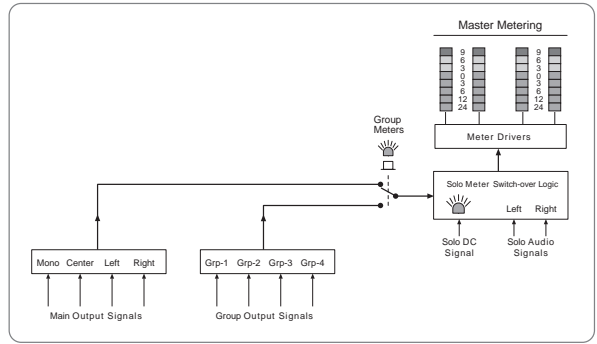 Master Metering
9 9
6 6
3 3
0 0
3 3
6 6
12 12
24 24
Meter Drivers
Group
Meters
Solo Meter Switch-over Logic
Left Right
Solo DC
Signal
Solo Audio
Signals
Mono Center Left Right
Grp-1 Grp-2 Grp-3 Grp-4
Main Output Signals
Group Output Signals